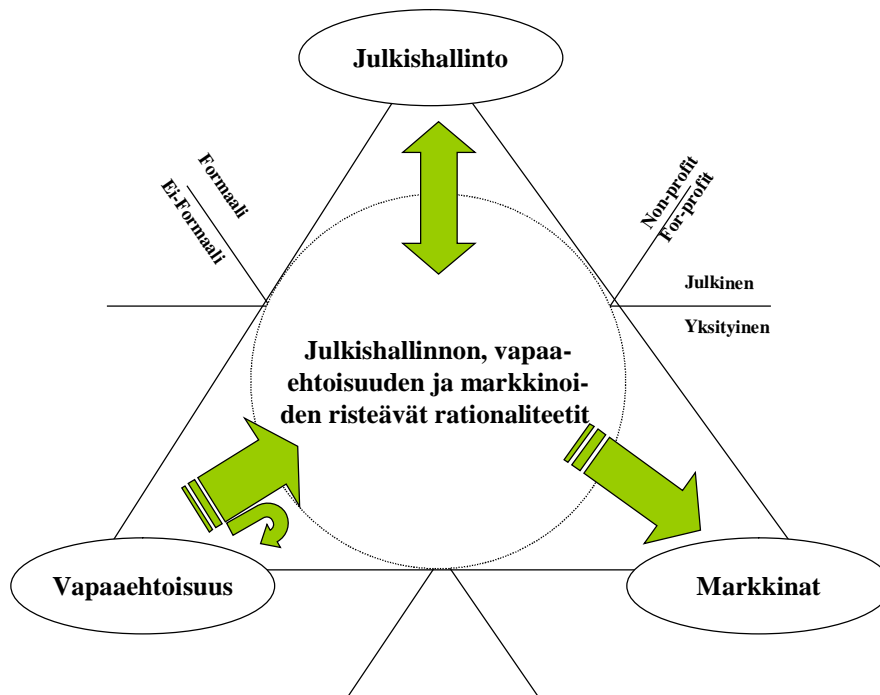 Julkishallinto
Formaali
Ei-Formaali
Non-profit
For-profit
Julkinen
Yksityinen
Julkishallinnon, vapaa-
ehtoisuuden ja markkinoi-
den risteävät rationaliteetit
Vapaaehtoisuus
Markkinat